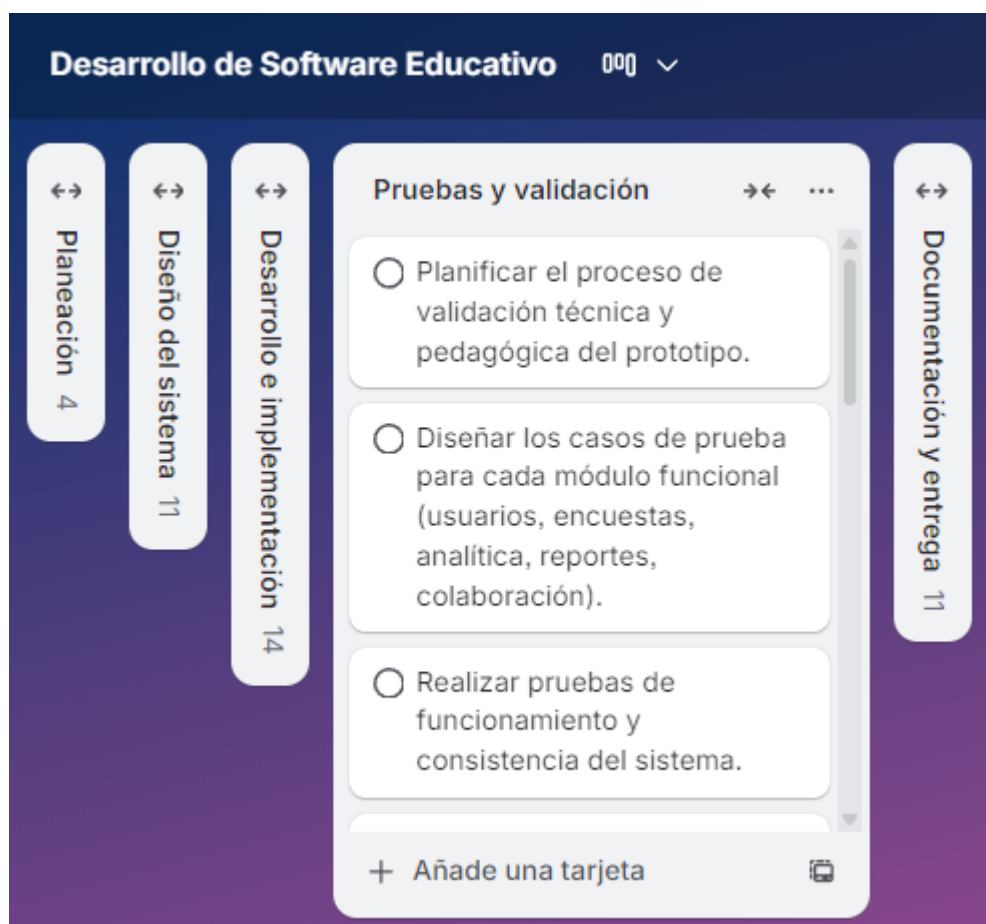 Desarrollo de Software Educativo
Planeación 4
Diseño del sistema 11
Desarrollo e implementación 14
Pruebas y validación
Planificar el proceso de
validación técnica y
pedagógica del prototipo.
Diseñar los casos de prueba
para cada módulo funcional
(usuarios, encuestas,
analítica, reportes,
colaboración).
Realizar pruebas de
funcionamiento y
consistencia del sistema.
+ Añade una tarjeta
Documentación y entrega 11